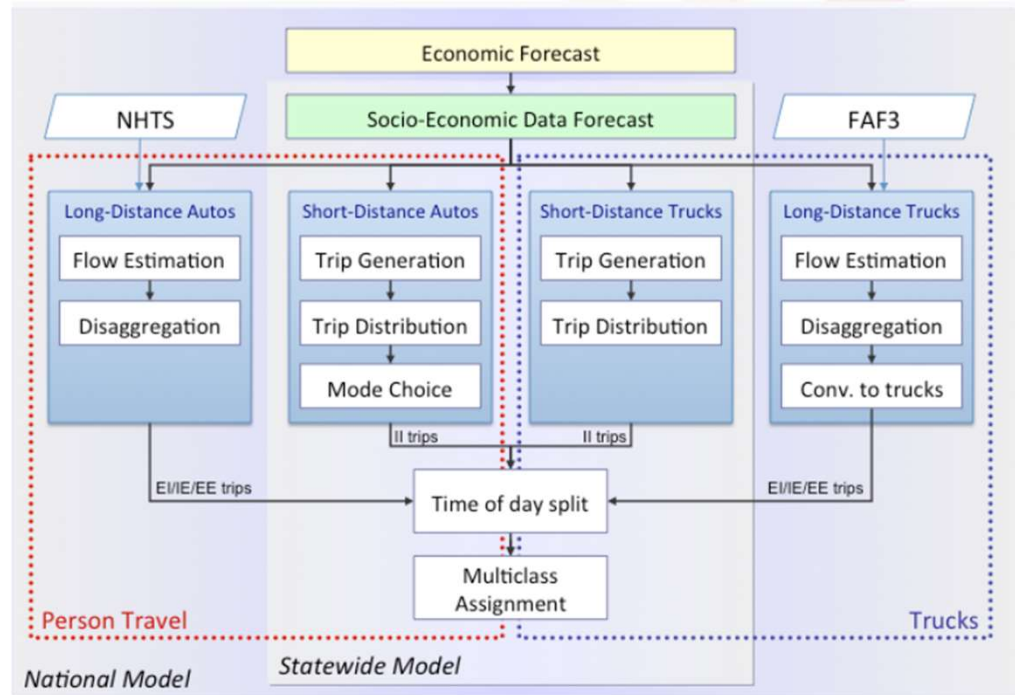 Economic Forecast
NHTS
Socio-Economic Data Forecast
FAF3
Long-Distance Autos
Short-Distance Autos
Short-Distance Trucks
Long-Distance Trucks
Flow Estimation
Trip Generation
Trip Generation
Flow Estimation
Disaggregation
Trip Distribution
Trip Distribution
Disaggregation
Mode Choice
Conv. to trucks
II trips
II trips
EI/IE/EE trips
Time of day split
EI/IE/EE trips
Multiclass
Assignment
Person Travel
Trucks
National Model
Statewide Model